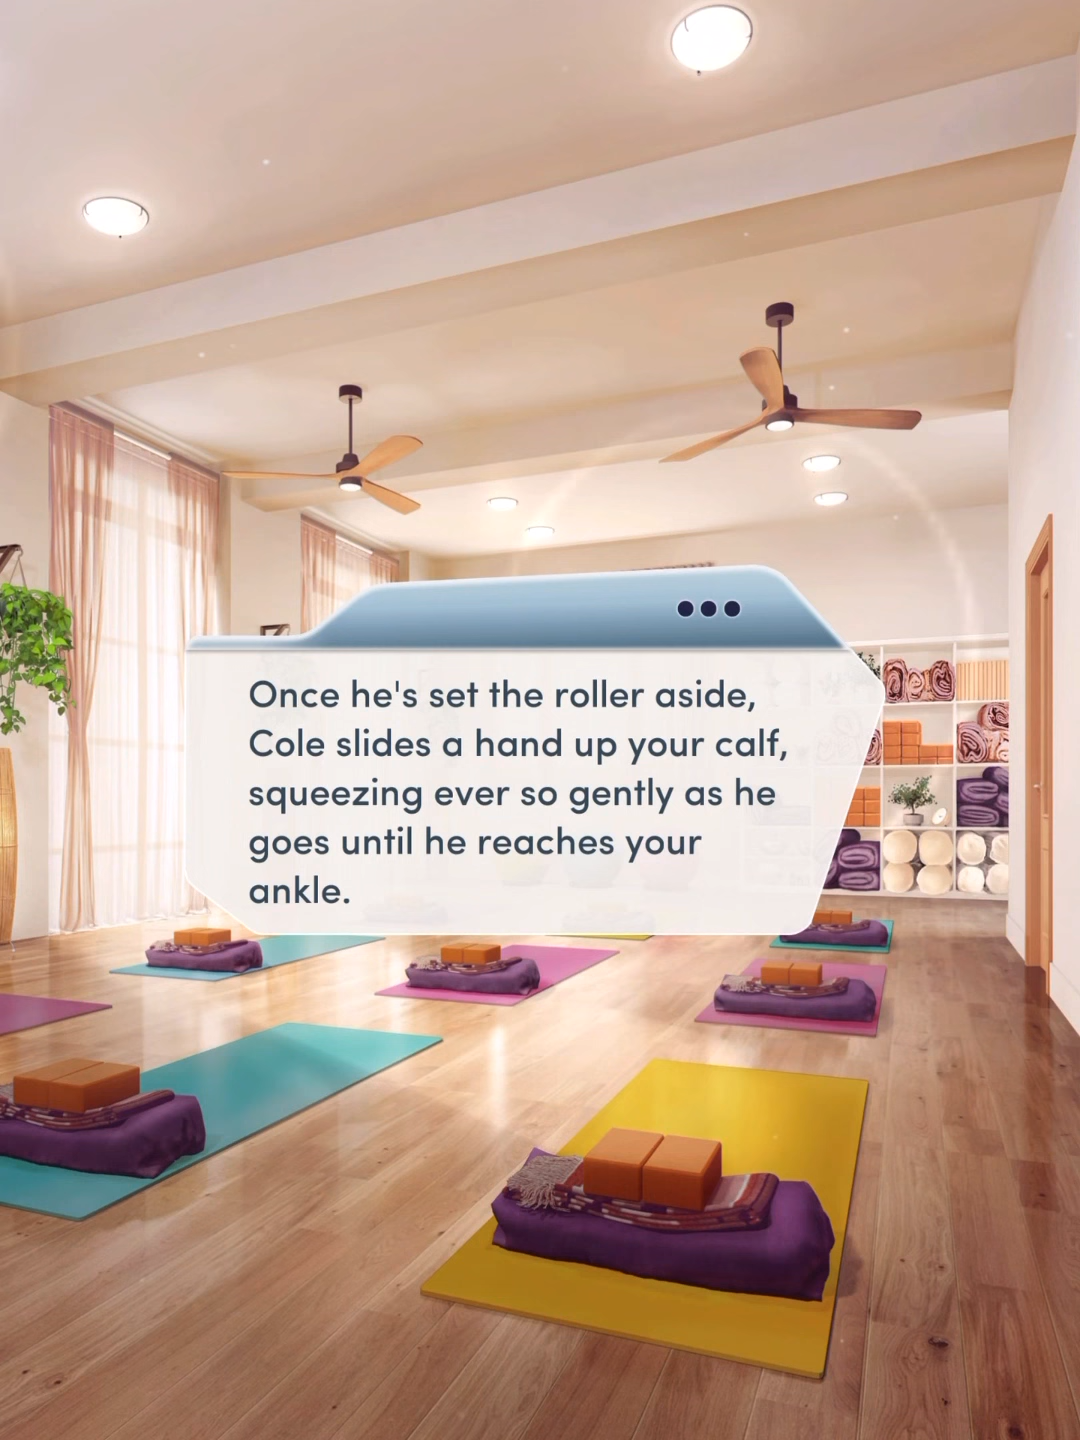 Once he's set the roller aside,
Cole slides a hand up your calf,
squeezing ever so gently as he
goes until he reaches your
ankle.